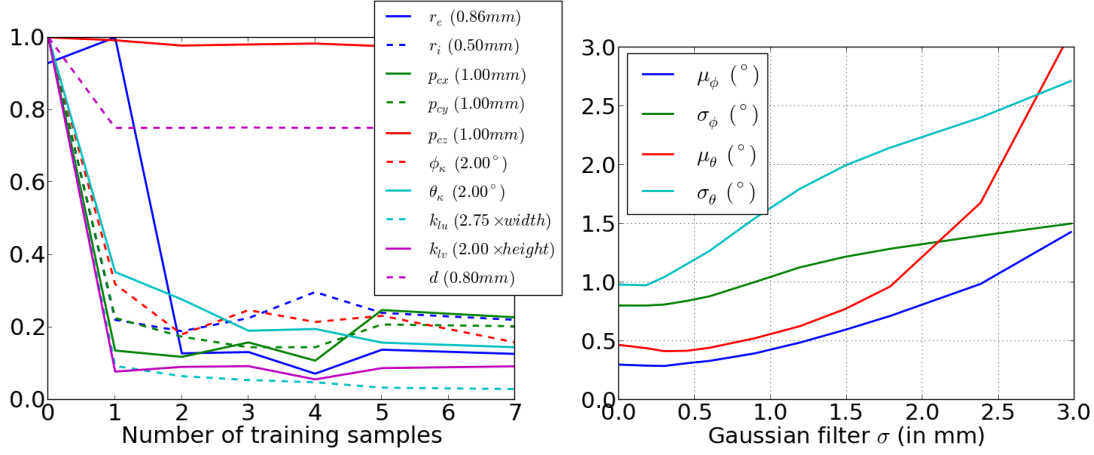 1.0
0.8
0.6
0.4
0.2
0.0
0
1
2
3
4
5
6
7
Number of training samples
r_e (0.86mm)
r_i (0.50mm)
p_cx (1.00mm)
p_cy (1.00mm)
p_cz (1.00mm)
ϕ_κ (2.00°)
θ_κ (2.00°)
k_lu (2.75 ×width)
k_lv (2.00 ×height)
d (0.80mm)
3.0
2.5
2.0
1.5
1.0
0.5
0.0
0.0
0.5
1.0
1.5
2.0
2.5
3.0
Gaussian filter σ (in mm)
μ_ϕ (°)
σ_ϕ (°)
μ_θ (°)
σ_θ (°)